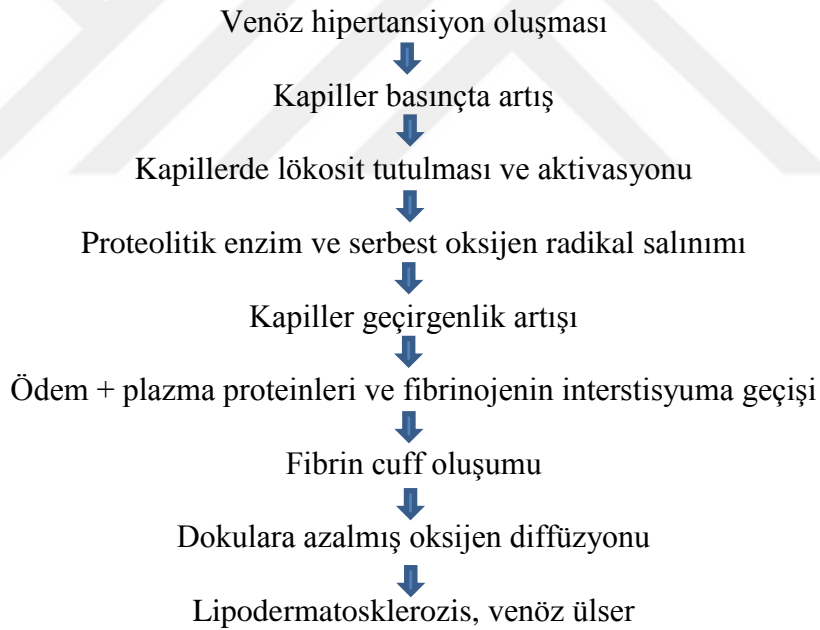 Venöz hipertansiyon oluşması
Kapiller basınçta artış
Kapillerde lökosit tutulması ve aktivasyonu
Proteolitik enzim ve serbest oksijen radikal salınımı
Kapiller geçirgenlik artışı
Ödem + plazma proteinleri ve fibrinojenin interstisyuma geçişi
Fibrin cuff oluşumu
Dokulara azalmış oksijen diffüzyonu
Lipodermatosklerozis, venöz ülser